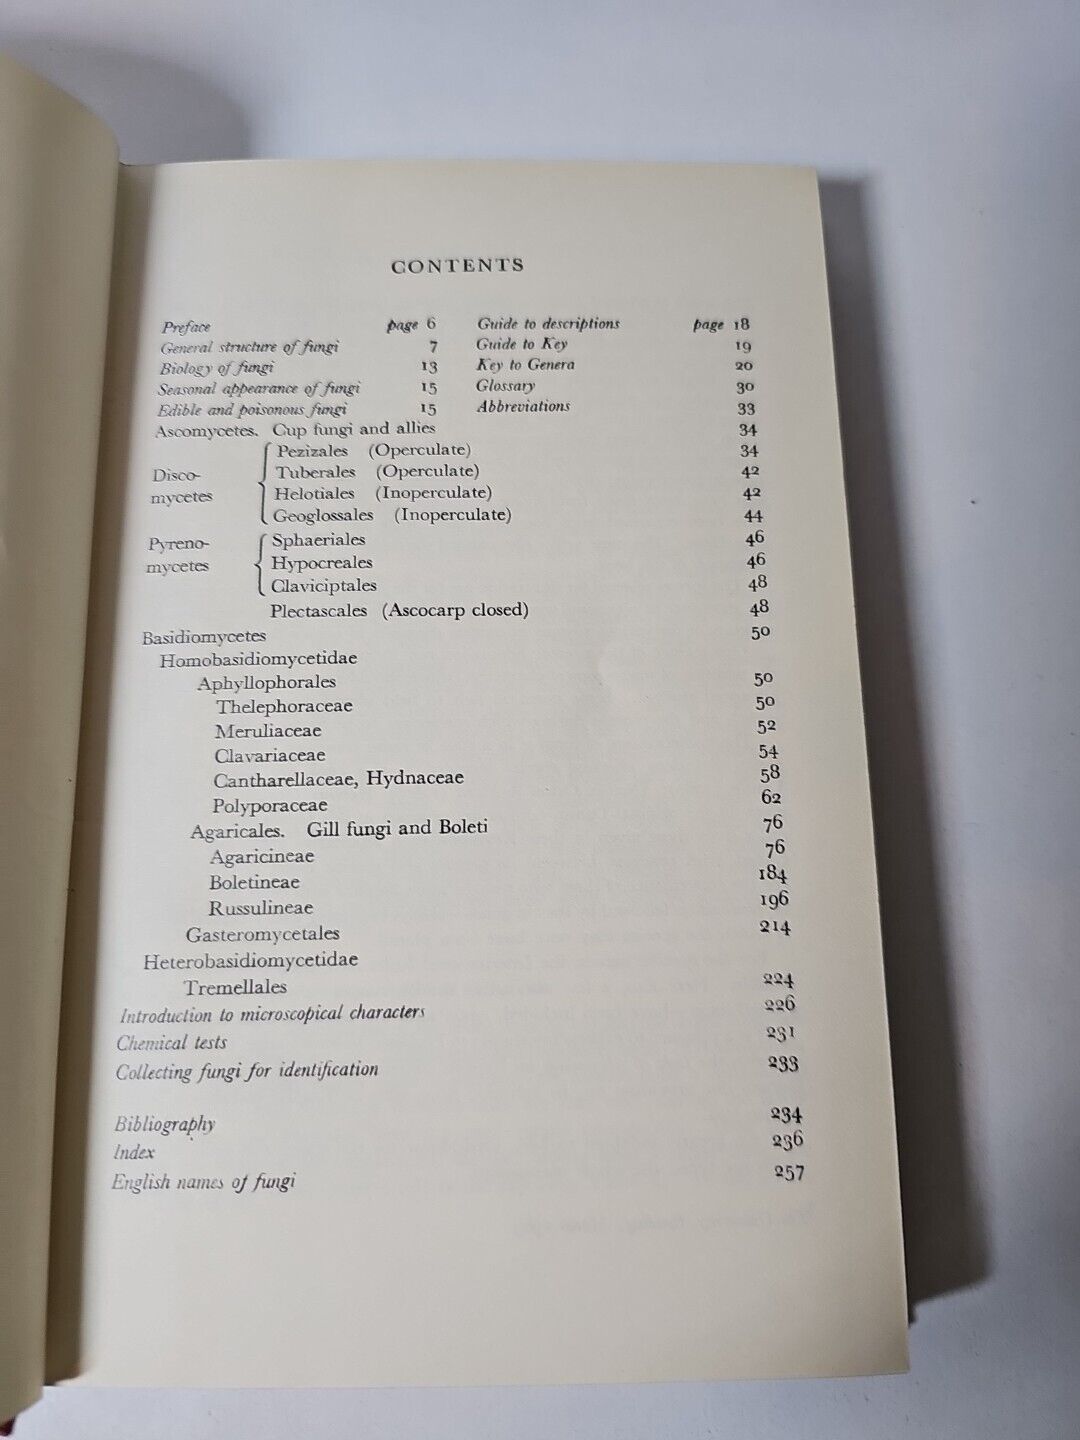 CONTENTS
Preface page 6 Guide to descriptions page 18
General structure of fungi 7 Guide to Key 19
Biology of fungi 13 Key to Genera 20
Seasonal appearance of fungi 15 Glossary 30
Edible and poisonous fungi 15 Abbreviations 33
Ascomycetes. Cup fungi and allies 34
Pezizales (Operculate) 34
Disco- Tuberales (Operculate) 42
mycetes Helotiales (Inoperculate) 42
Geoglossales (Inoperculate) 44
Pyreno- Sphaeriales 46
mycetes Hypocreales 46
Claviciptales 48
Plectascales (Ascocarp closed) 48
Basidiomycetes 50
Homobasidiomycetidae
Aphyllophorales 50
Thelephoraceae 50
Meruliaceae 52
Clavariaceae 54
Cantharellaceae, Hydnaceae 58
Polyporaceae 62
Agaricales. Gill fungi and Boleti 76
Agaricineae 76
Boletineae 184
Russulineae 196
Gasteromycetales 214
Heterobasidiomycetidae
Tremellales 224
Introduction to microscopical characters 226
Chemical tests 231
Collecting fungi for identification 233
Bibliography 234
Index 236
English names of fungi 257